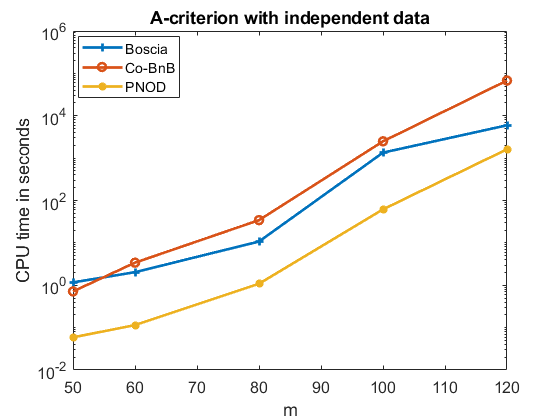 A-criterion with independent data
10^6
10^4
10^2
10^0
10^-2
CPU time in seconds
Boscia
Co-BnB
PNOD
50 60 70 80 90 100 110 120
m